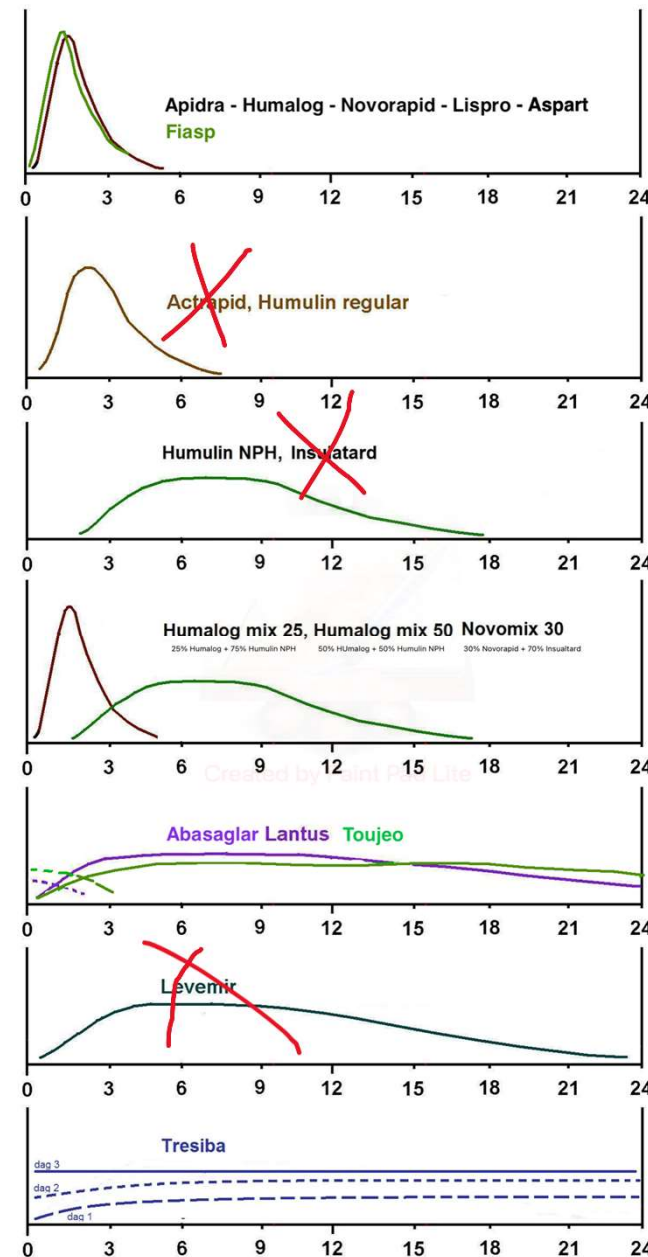 Apidra - Humalog - Novorapid - Lispro - Aspart
Fiasp
0 3 6 9 12 15 18 21 24
Actrapid, Humulin regular
0 3 6 9 12 15 18 21 24
Humulin NPH, Insulatard
0 3 6 9 12 15 18 21 24
Humalog mix 25, Humalog mix 50 Novomix 30
25% Humalog + 75% Humulin NPH 50% HUmalog + 50% Humulin NPH 30% Novorapid + 70% Insualtard
0 3 6 9 12 15 18 21 24
Created by Paint Pad Lite
Abasaglar Lantus Toujeo
0 3 6 9 12 15 18 21 24
Levemir
0 3 6 9 12 15 18 21 24
Tresiba
dag 3
dag 2
dag 1
0 3 6 9 12 15 18 21 24